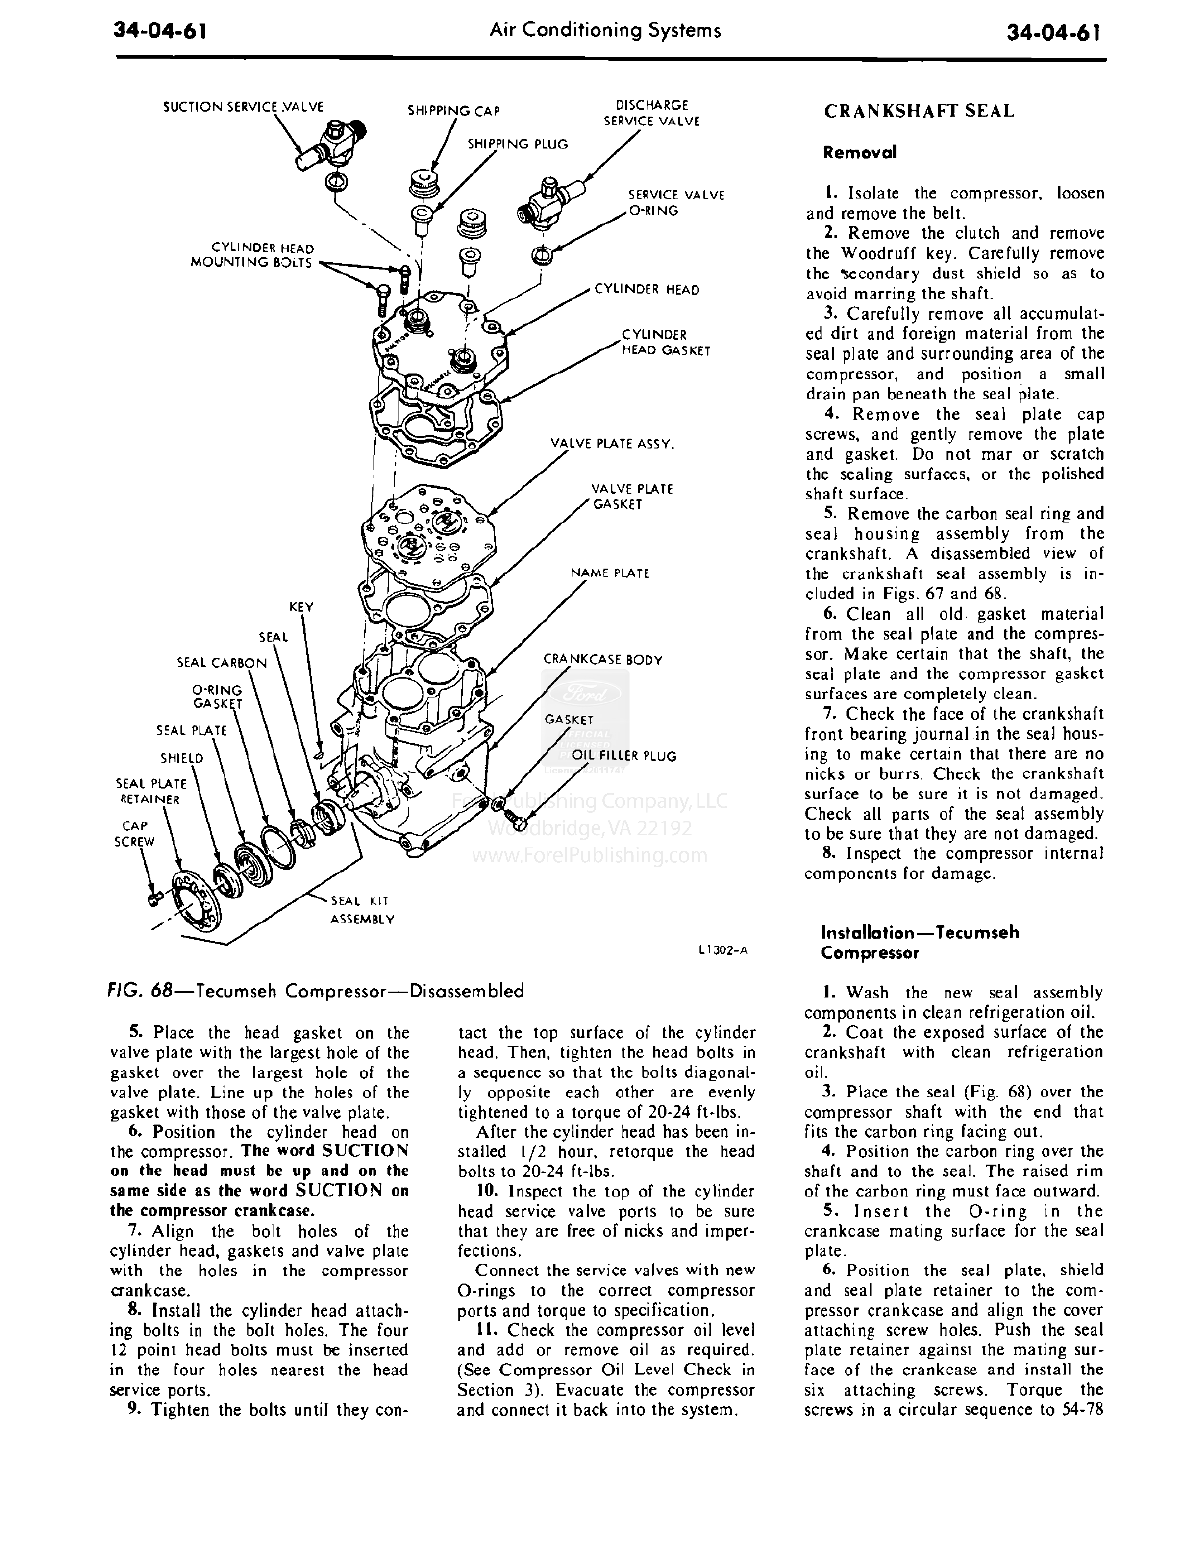 34-04-61
Air Conditioning Systems
34-04-61
SUCTION SERVICE VALVE
SHIPPING CAP
DISCHARGE
SERVICE VALVE
SHIPPING PLUG
SERVICE VALVE
O-RING
CYLINDER HEAD
MOUNTING BOLTS
CYLINDER HEAD
CYLINDER
HEAD GASKET
VALVE PLATE ASSY.
VALVE PLATE
GASKET
NAME PLATE
KEY
SEAL
SEAL CARBON
O-RING
GASKET
SEAL PLATE
SHIELD
SEAL PLATE
RETAINER
CAP
SCREW
CRANKCASE BODY
GASKET
OIL FILLER PLUG
SEAL KIT
ASSEMBLY
L1302-A
Ford
OFFICIAL
Forel Publishing Company, LLC
Woodbridge, VA 22192
www.ForelPublishing.com
FIG. 68—Tecumseh Compressor—Disassembled
5. Place the head gasket on the
valve plate with the largest hole of the
gasket over the largest hole of the
valve plate. Line up the holes of the
gasket with those of the valve plate.
6. Position the cylinder head on
the compressor. The word SUCTION
on the head must be up and on the
same side as the word SUCTION on
the compressor crankcase.
7. Align the bolt holes of the
cylinder head, gaskets and valve plate
with the holes in the compressor
crankcase.
8. Install the cylinder head attach-
ing bolts in the bolt holes. The four
12 point head bolts must be inserted
in the four holes nearest the head
service ports.
9. Tighten the bolts until they con-
tact the top surface of the cylinder
head. Then, tighten the head bolts in
a sequence so that the bolts diagonal-
ly opposite each other are evenly
tightened to a torque of 20-24 ft-lbs.
After the cylinder head has been in-
stalled 1/2 hour, retorque the head
bolts to 20-24 ft-lbs.
10. Inspect the top of the cylinder
head service valve ports to be sure
that they are free of nicks and imper-
fections.
Connect the service valves with new
O-rings to the correct compressor
ports and torque to specification.
11. Check the compressor oil level
and add or remove oil as required.
(See Compressor Oil Level Check in
Section 3). Evacuate the compressor
and connect it back into the system.
CRANKSHAFT SEAL
Removal
1. Isolate the compressor, loosen
and remove the belt.
2. Remove the clutch and remove
the Woodruff key. Carefully remove
the secondary dust shield so as to
avoid marring the shaft.
3. Carefully remove all accumulat-
ed dirt and foreign material from the
seal plate and surrounding area of the
compressor, and position a small
drain pan beneath the seal plate.
4. Remove the seal plate cap
screws, and gently remove the plate
and gasket. Do not mar or scratch
the sealing surfaces, or the polished
shaft surface.
5. Remove the carbon seal ring and
seal housing assembly from the
crankshaft. A disassembled view of
the crankshaft seal assembly is in-
cluded in Figs. 67 and 68.
6. Clean all old gasket material
from the seal plate and the compres-
sor. Make certain that the shaft, the
seal plate and the compressor gasket
surfaces are completely clean.
7. Check the face of the crankshaft
front bearing journal in the seal hous-
ing to make certain that there are no
nicks or burrs. Check the crankshaft
surface to be sure it is not damaged.
Check all parts of the seal assembly
to be sure that they are not damaged.
8. Inspect the compressor internal
components for damage.
Installation—Tecumseh
Compressor
1. Wash the new seal assembly
components in clean refrigeration oil.
2. Coat the exposed surface of the
crankshaft with clean refrigeration
oil.
3. Place the seal (Fig. 68) over the
compressor shaft with the end that
fits the carbon ring facing out.
4. Position the carbon ring over the
shaft and to the seal. The raised rim
of the carbon ring must face outward.
5. Insert the O-ring in the
crankcase mating surface for the seal
plate.
6. Position the seal plate, shield
and seal plate retainer to the com-
pressor crankcase and align the cover
attaching screw holes. Push the seal
plate retainer against the mating sur-
face of the crankcase and install the
six attaching screws. Torque the
screws in a circular sequence to 54-78